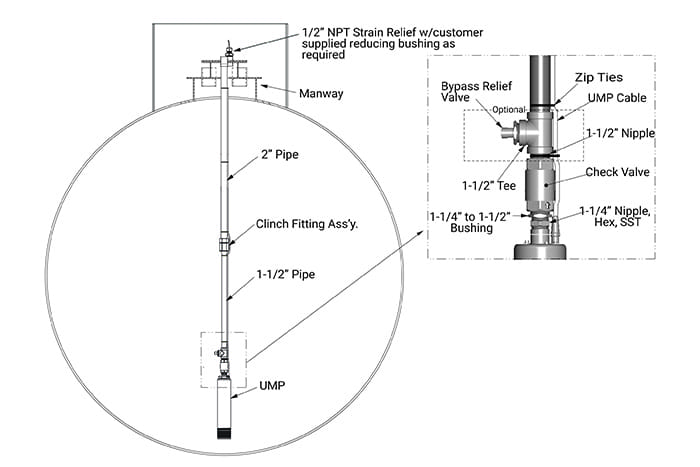 1/2” NPT Strain Relief w/customer
supplied reducing bushing as
required
Manway
2” Pipe
Clinch Fitting Ass’y.
1-1/2” Pipe
UMP
Zip Ties
Bypass Relief
Valve
UMP Cable
Optional
1-1/2” Nipple
1-1/2” Tee
Check Valve
1-1/4” to 1-1/2”
Bushing
1-1/4” Nipple,
Hex, SST